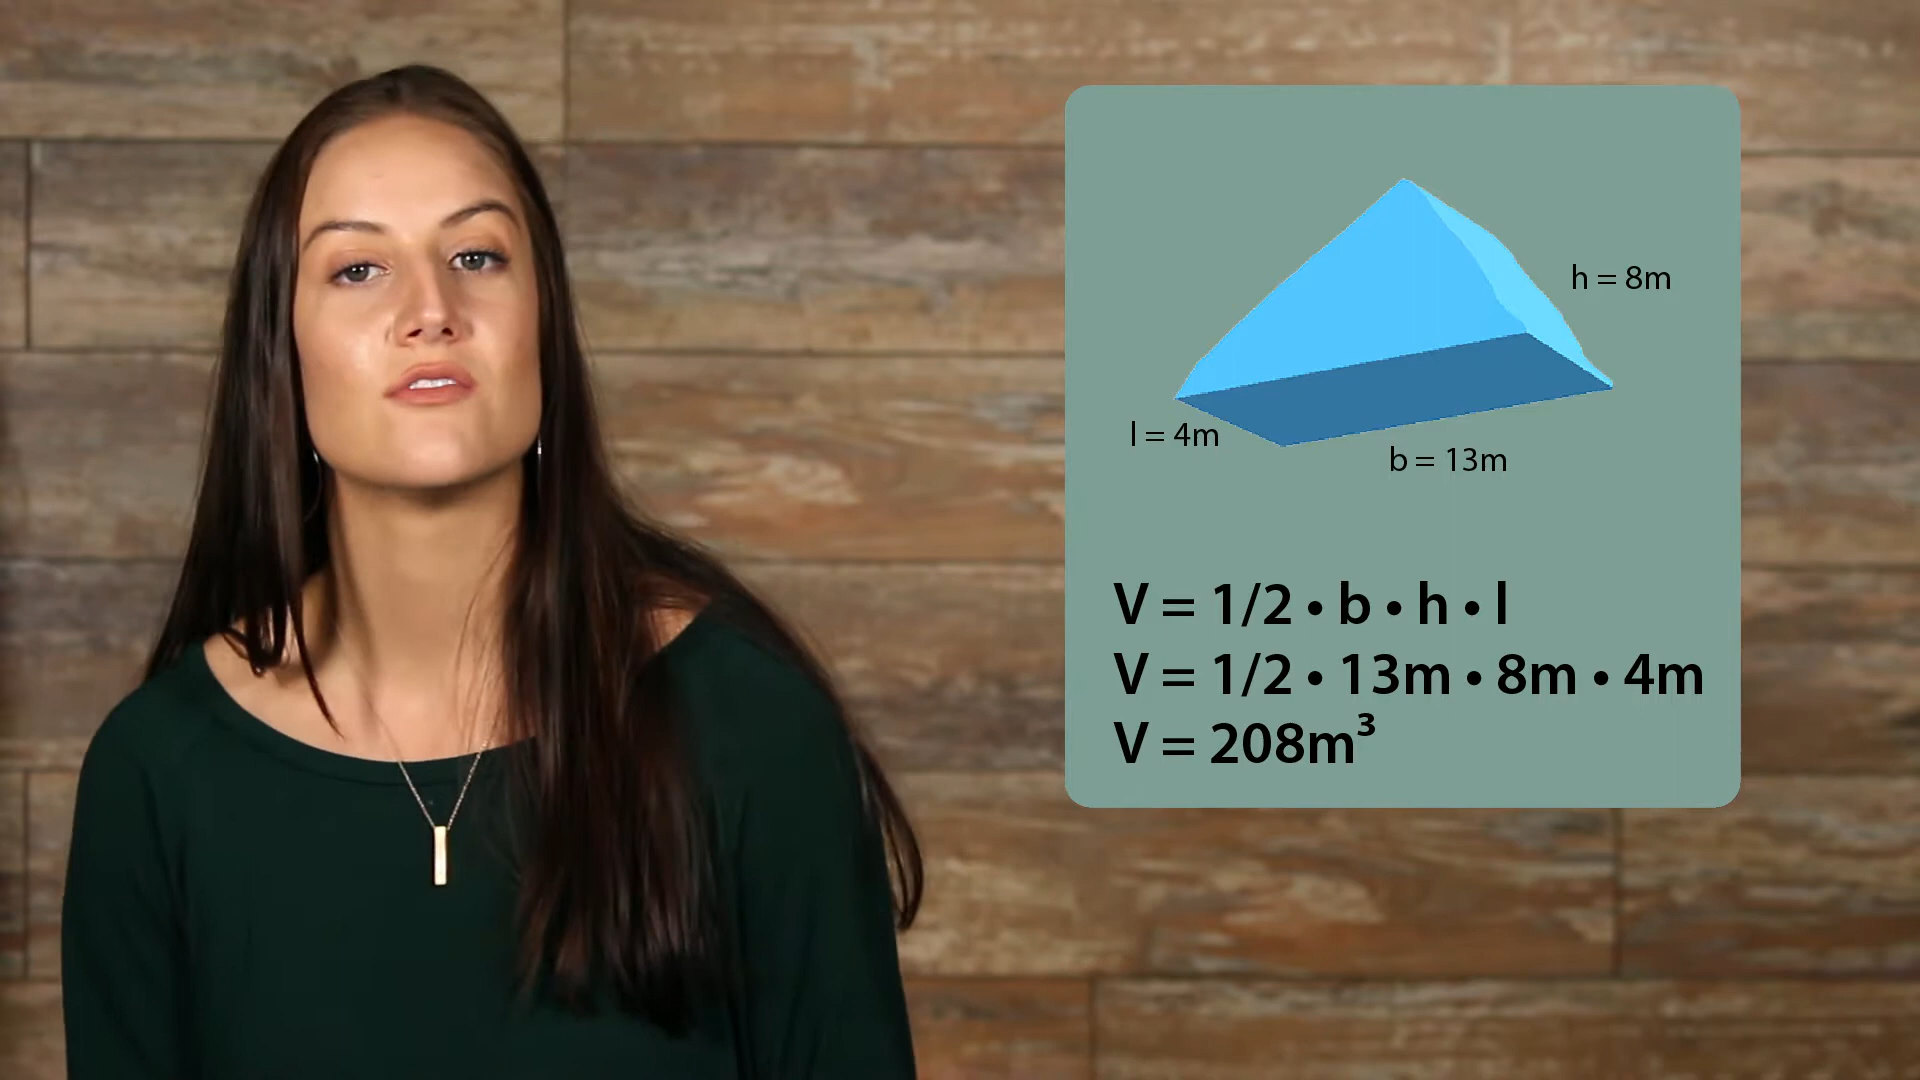 h = 8m
l = 4m
b = 13m
V = 1/2 • b • h • l
V = 1/2 • 13m • 8m • 4m
V = 208m³